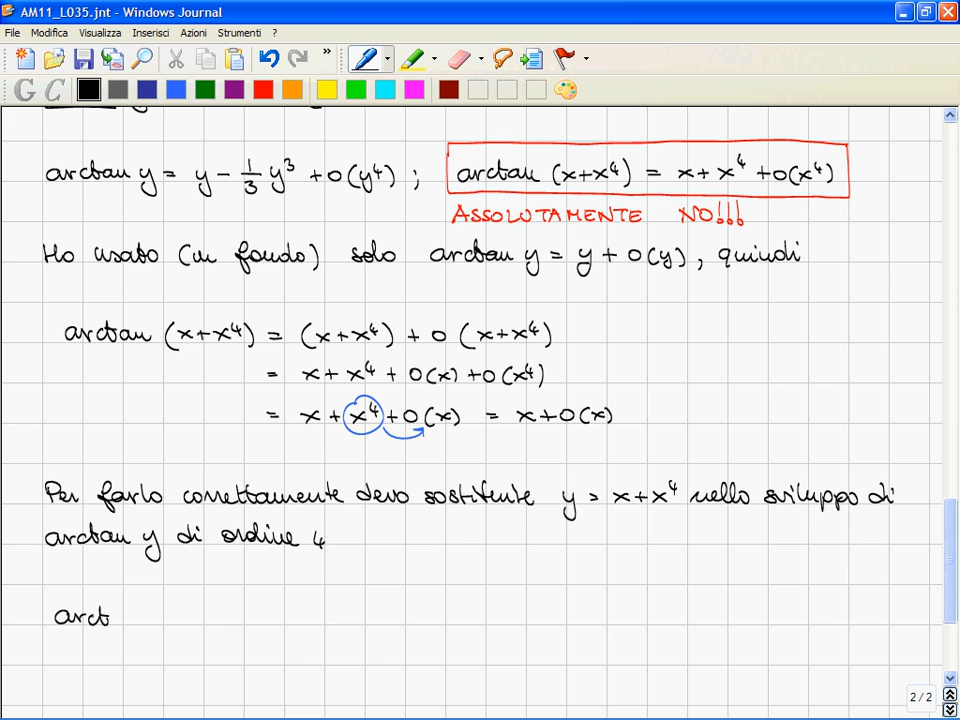 AM11_L035.jnt - Windows Journal
File Modifica Visualizza Inserisci Azioni Strumenti ?
arctan y = y - 1/3 y³ + o(y⁴) ; arctan (x+x⁴) = x + x⁴ + o(x⁴)
ASSOLUTAMENTE NO!!!
Ho usato (in fondo) solo arctan y = y + o(y), quindi
arctan (x+x⁴) = (x+x⁴) + o (x+x⁴)
= x + x⁴ + o(x) + o(x⁴)
= x + x⁴ + o(x) = x + o(x)
Per farlo correttamente devo sostituire y = x+x⁴ nello sviluppo di
arctan y di ordine 4
arct
2 / 2